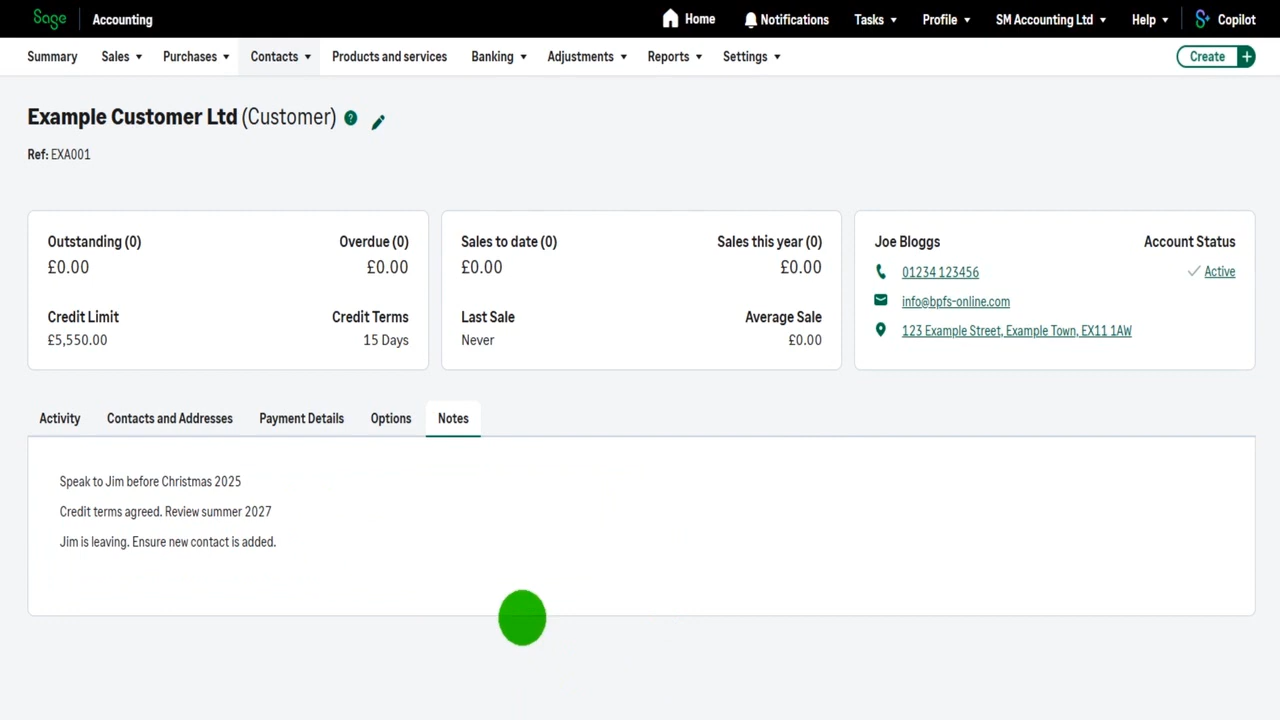 Sage Accounting Home Notifications Tasks Profile SM Accounting Ltd Help Copilot
Summary Sales Purchases Contacts Products and services Banking Adjustments Reports Settings Create +
Example Customer Ltd (Customer) ?
Ref: EXA001
Outstanding (0) Overdue (0)
£0.00 £0.00
Credit Limit Credit Terms
£5,550.00 15 Days
Sales to date (0) Sales this year (0)
£0.00 £0.00
Last Sale Average Sale
Never £0.00
Joe Bloggs Account Status
01234 123456 Active
info@bpfs-online.com
123 Example Street, Example Town, EX11 1AW
Activity Contacts and Addresses Payment Details Options Notes
Speak to Jim before Christmas 2025
Credit terms agreed. Review summer 2027
Jim is leaving. Ensure new contact is added.